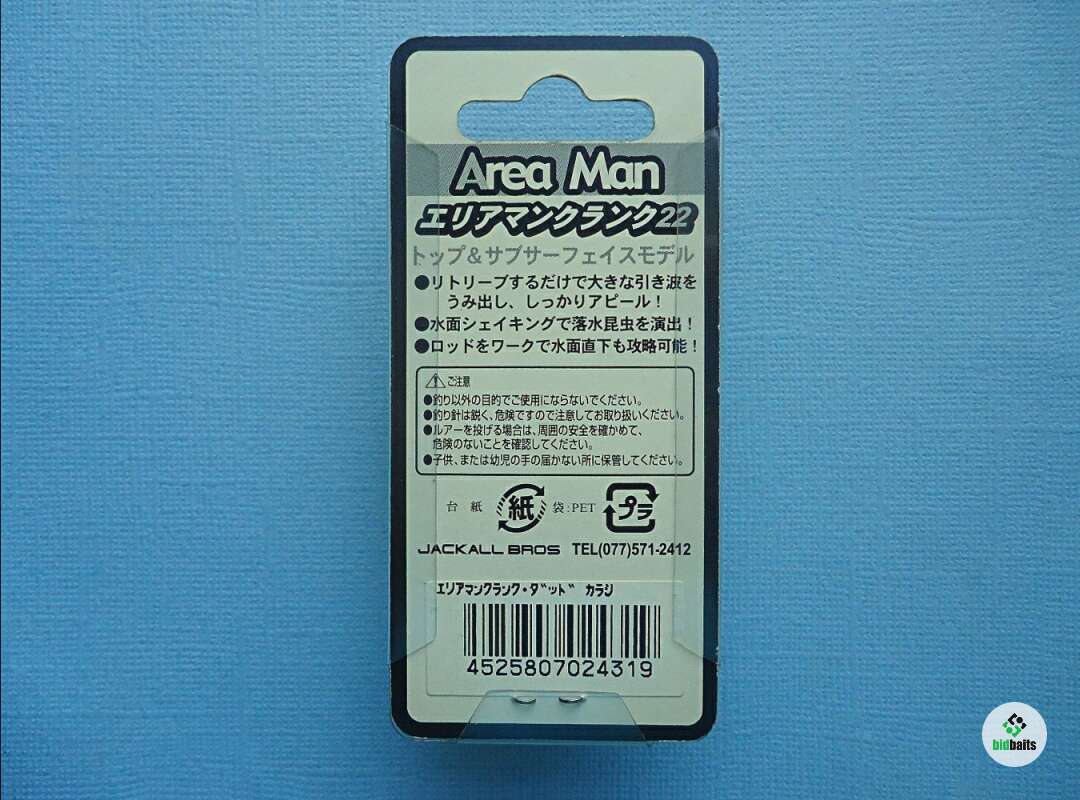 Area Man
エリアマンクランク22
トップ&サブサーフェイスモデル
●リトリーブするだけで大きな引き波を
うみ出し、しっかりアピール!
●水面シェイキングで落水昆虫を演出!
●ロッドをワークで水面直下も攻略可能!
ご注意
●釣り以外の目的でご使用にならないでください。
●釣り針は鋭く、危険ですので注意してお取り扱いください。
●ルアーを投げる場合は、周囲の安全を確かめて、
危険のないことを確認してください。
●子供、または幼児の手の届かない所に保管してください。
台紙 紙 袋:PET プラ
JACKALL BROS TEL(077)571-2412
エリアマンクランク・ダッド カラシ
4525807024319
bidbaits